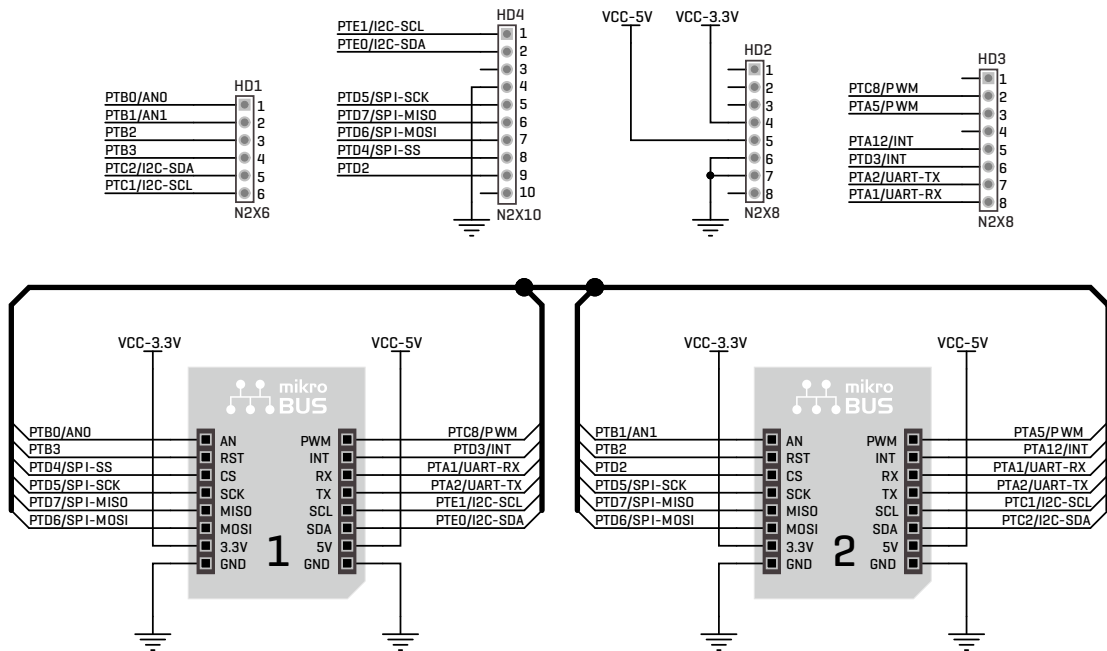 HD1
PTB0/AN0 1
PTB1/AN1 2
PTB2 3
PTB3 4
PTC2/I2C-SDA 5
PTC1/I2C-SCL 6
N2X6
HD4
PTE1/I2C-SCL 1
PTE0/I2C-SDA 2
3
4
PTD5/SPI-SCK 5
PTD7/SPI-MISO 6
PTD6/SPI-MOSI 7
PTD4/SPI-SS 8
PTD2 9
10
N2X10
VCC-5V VCC-3.3V
HD2
1
2
3
4
5
6
7
8
N2X8
HD3
1
PTC8/PWM 2
PTA5/PWM 3
4
PTA12/INT 5
PTD3/INT 6
PTA2/UART-TX 7
PTA1/UART-RX 8
N2X8
VCC-3.3V VCC-5V
mikro
BUS
PTB0/AN0 AN PWM PTC8/PWM
PTB3 RST INT PTD3/INT
PTD4/SPI-SS CS RX PTA1/UART-RX
PTD5/SPI-SCK SCK TX PTA2/UART-TX
PTD7/SPI-MISO MISO SCL PTE1/I2C-SCL
PTD6/SPI-MOSI MOSI SDA PTE0/I2C-SDA
3.3V 1 5V
GND GND
VCC-3.3V VCC-5V
mikro
BUS
PTB1/AN1 AN PWM PTA5/PWM
PTB2 RST INT PTA12/INT
PTD2 CS RX PTA1/UART-RX
PTD5/SPI-SCK SCK TX PTA2/UART-TX
PTD7/SPI-MISO MISO SCL PTC1/I2C-SCL
PTD6/SPI-MOSI MOSI SDA PTC2/I2C-SDA
3.3V 2 5V
GND GND